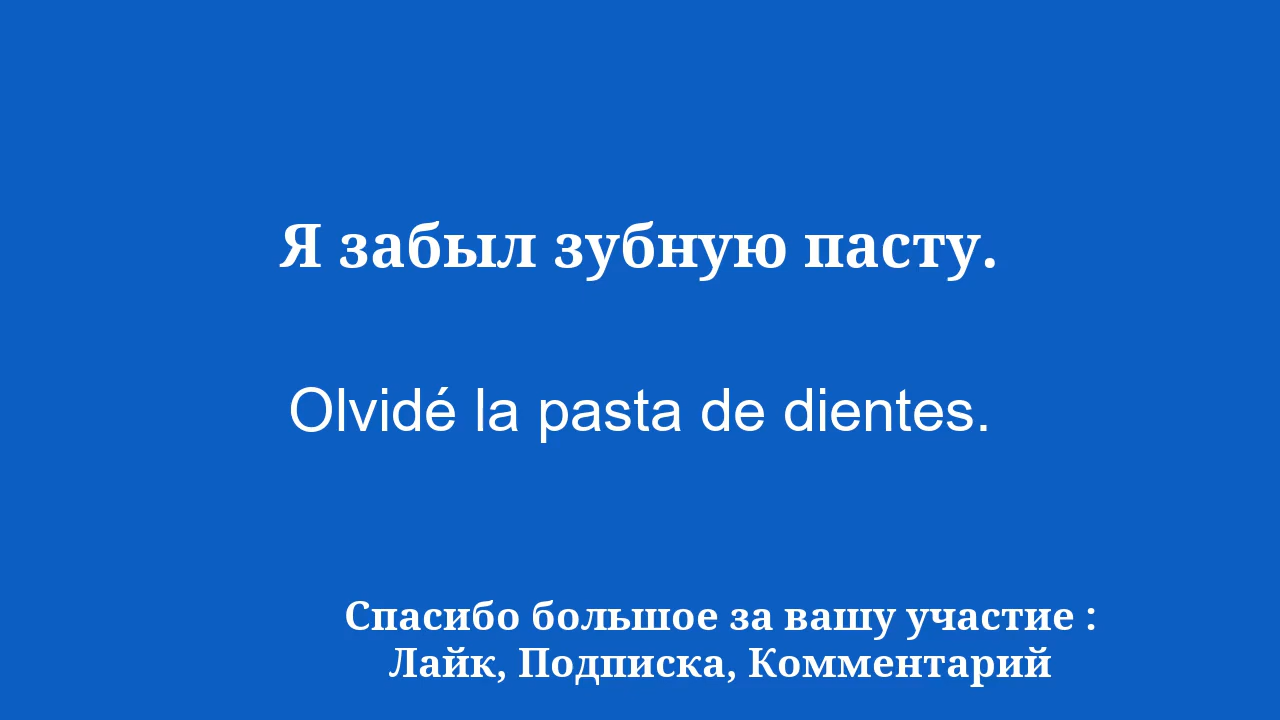 Я забыл зубную пасту.
Olvidé la pasta de dientes.
Спасибо большое за вашу участие :
Лайк, Подписка, Комментарий